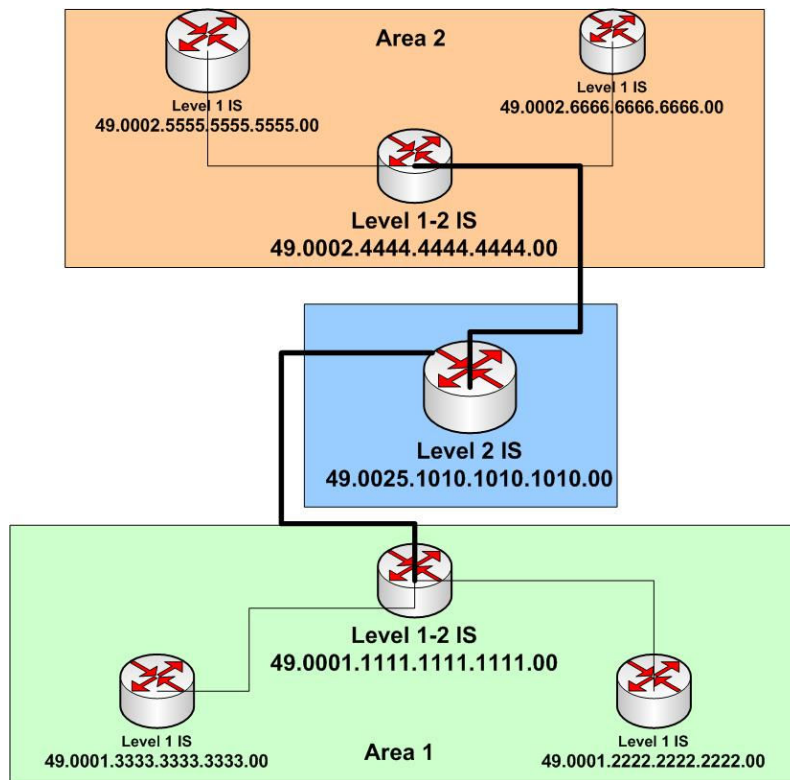 Area 2
Level 1 IS
49.0002.5555.5555.5555.00
Level 1 IS
49.0002.6666.6666.6666.00
Level 1-2 IS
49.0002.4444.4444.4444.00
Level 2 IS
49.0025.1010.1010.1010.00
Level 1-2 IS
49.0001.1111.1111.1111.00
Level 1 IS
49.0001.3333.3333.3333.00
Area 1
Level 1 IS
49.0001.2222.2222.2222.00